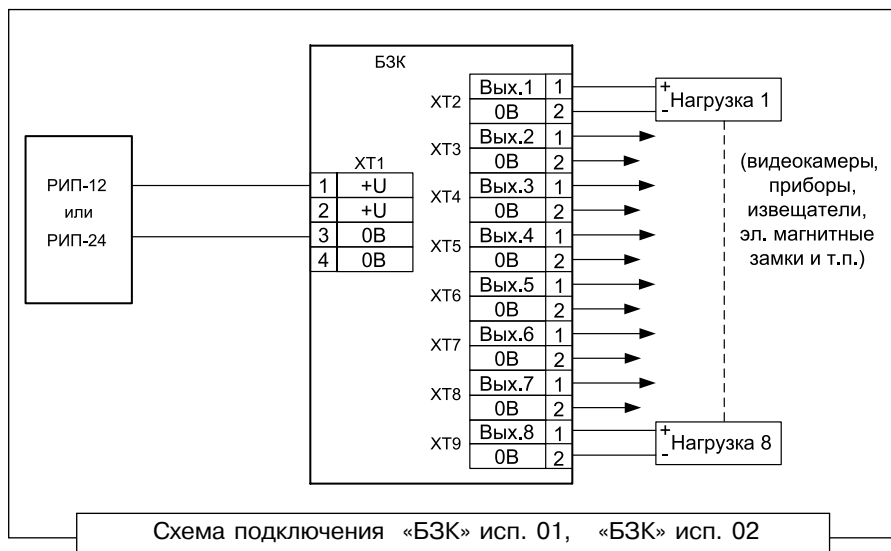 БЗК
РИП-12
или
РИП-24
XT1
1 +U
2 +U
3 0В
4 0В
XT2
Вых.1 1
0В 2
XT3
Вых.2 1
0В 2
XT4
Вых.3 1
0В 2
XT5
Вых.4 1
0В 2
XT6
Вых.5 1
0В 2
XT7
Вых.6 1
0В 2
XT8
Вых.7 1
0В 2
XT9
Вых.8 1
0В 2
+
- Нагрузка 1
(видеокамеры,
приборы,
извещатели,
эл. магнитные
замки и т.п.)
+
- Нагрузка 8
Схема подключения «БЗК» исп. 01, «БЗК» исп. 02